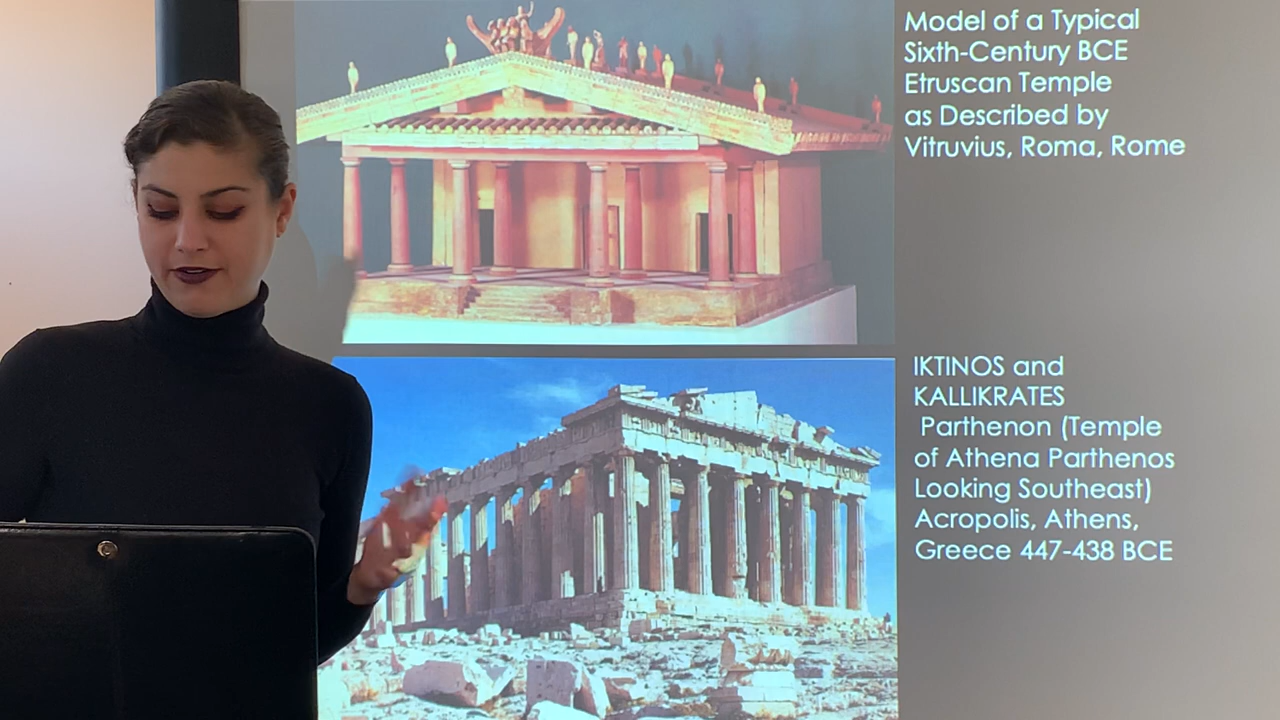 Model of a Typical
Sixth-Century BCE
Etruscan Temple
as Described by
Vitruvius, Roma, Rome
IKTINOS and
KALLIKRATES
Parthenon (Temple
of Athena Parthenos
Looking Southeast)
Acropolis, Athens,
Greece 447-438 BCE